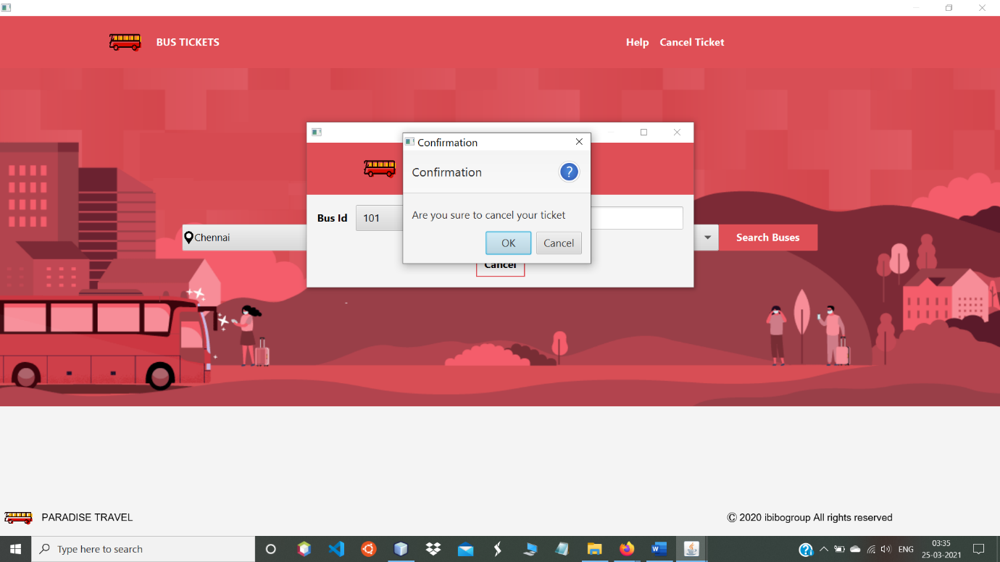 BUS TICKETS
Help Cancel Ticket
Confirmation
Confirmation
?
Bus Id 101
Are you sure to cancel your ticket
OK Cancel
Chennai
Search Buses
Cancel
PARADISE TRAVEL
© 2020 ibibogroup All rights reserved
Type here to search
ENG
03:35
25-03-2021